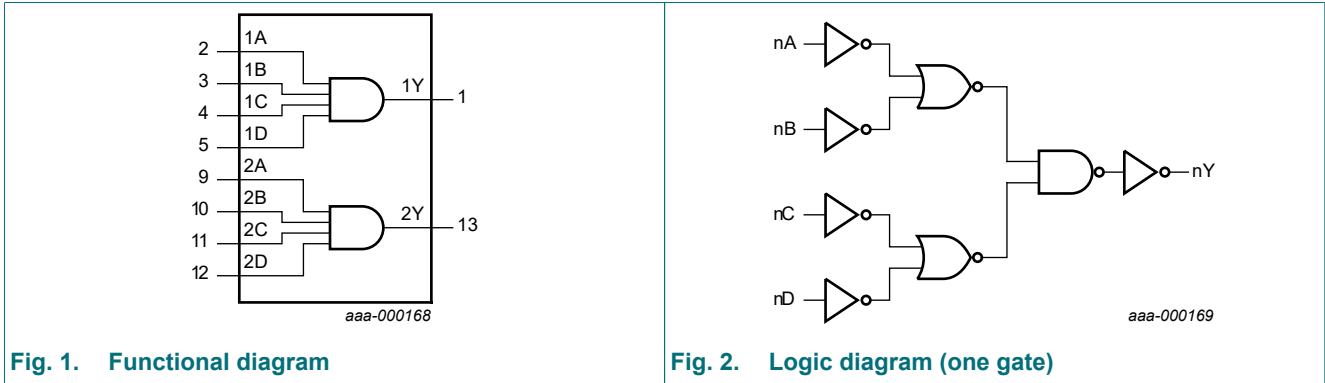 2
1A
3
1B
4
1C
5
1D
1Y
1
9
2A
10
2B
11
2C
12
2D
2Y
13
aaa-000168
Fig. 1. Functional diagram
nA
nB
nC
nD
nY
aaa-000169
Fig. 2. Logic diagram (one gate)